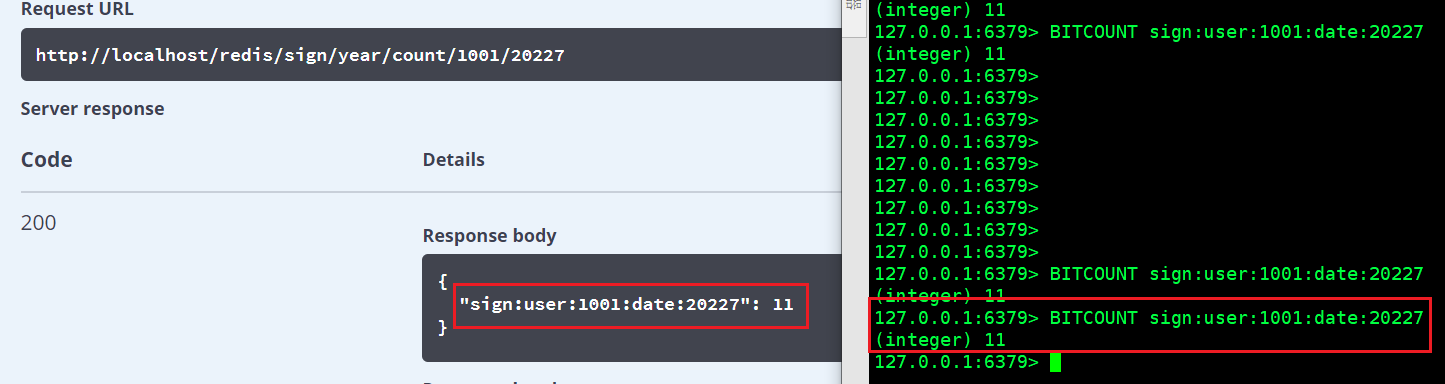 Request URL
http://localhost/redis/sign/year/count/1001/20227
Server response
Code
Details
200
Response body
{
"sign:user:1001:date:20227": 11
}
(integer) 11
127.0.0.1:6379> BITCOUNT sign:user:1001:date:20227
(integer) 11
127.0.0.1:6379>
127.0.0.1:6379>
127.0.0.1:6379>
127.0.0.1:6379>
127.0.0.1:6379>
127.0.0.1:6379>
127.0.0.1:6379>
127.0.0.1:6379>
127.0.0.1:6379>
127.0.0.1:6379> BITCOUNT sign:user:1001:date:20227
(integer) 11
127.0.0.1:6379> BITCOUNT sign:user:1001:date:20227
(integer) 11
127.0.0.1:6379>